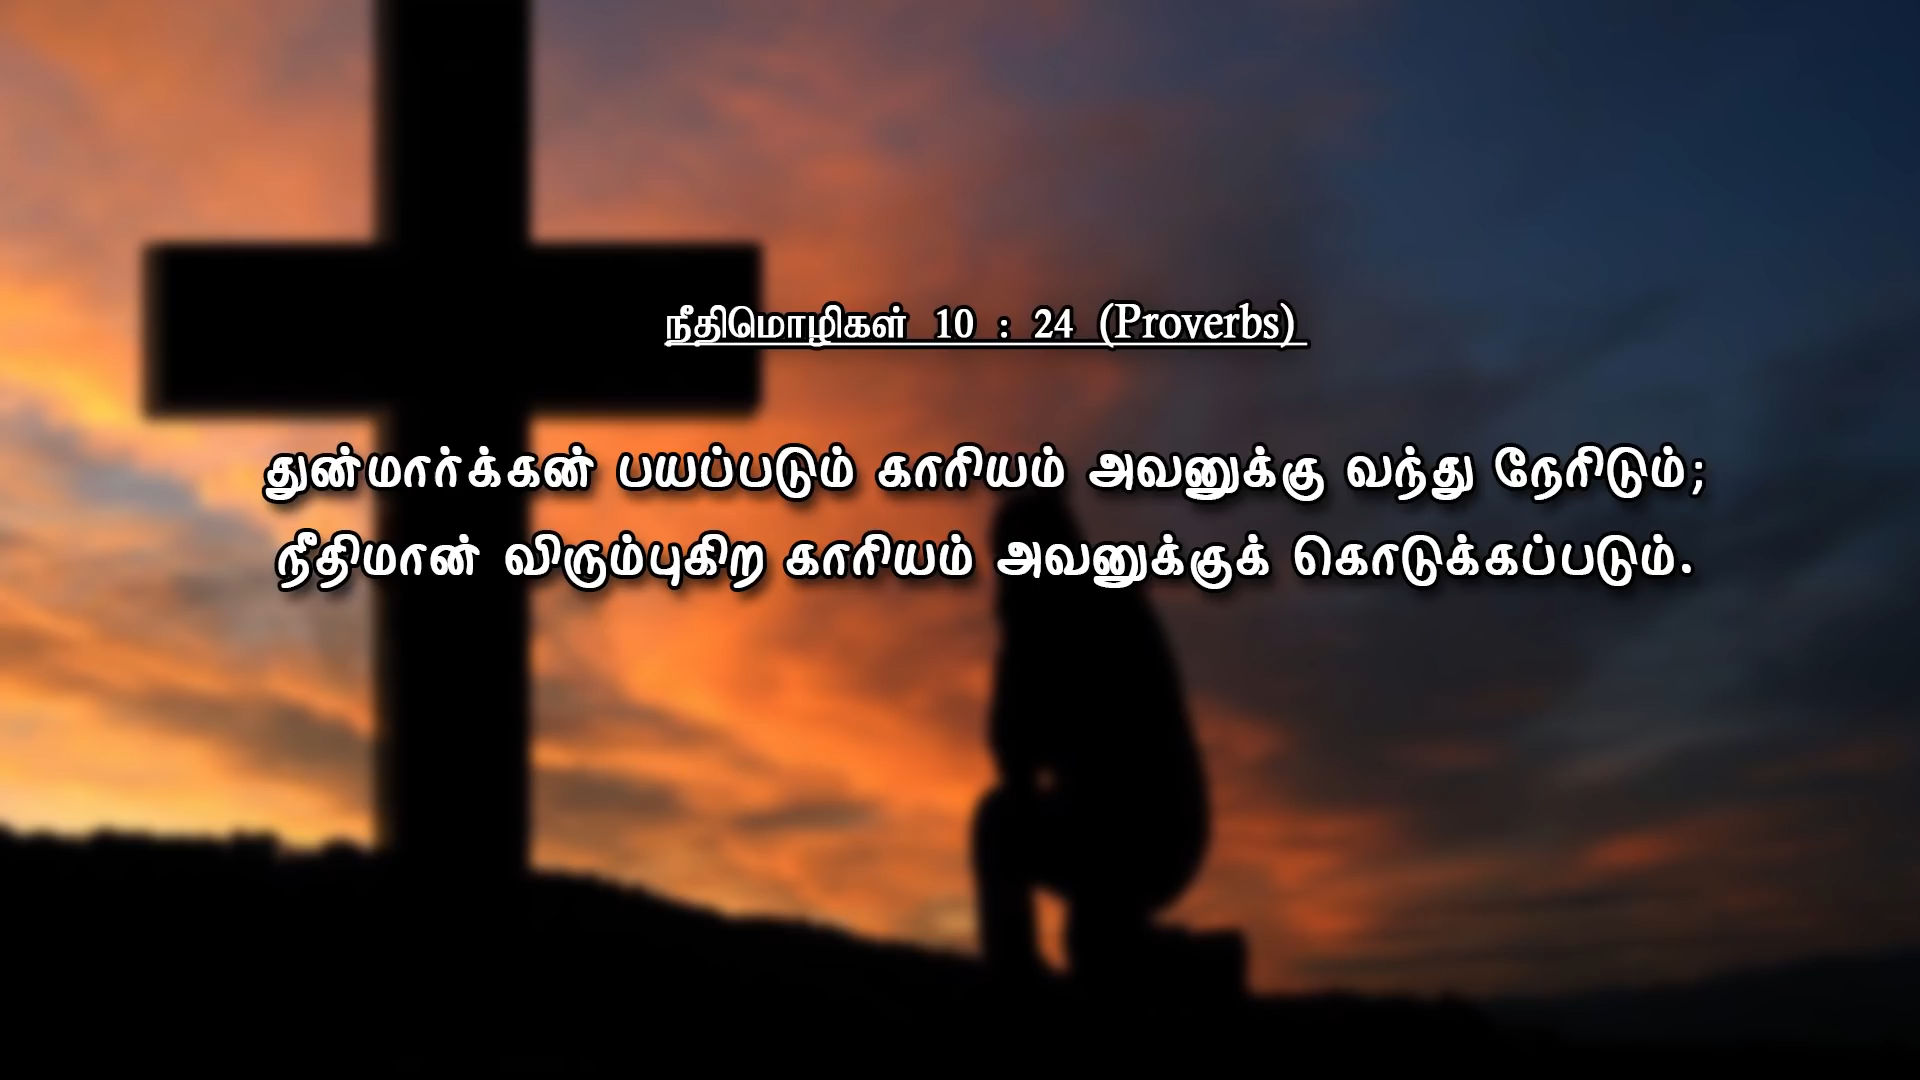 நீதிமொழிகள் 10 : 24 (Proverbs)
துன்மார்க்கன் பயப்படும் காரியம் அவனுக்கு வந்து நேரிடும்;
நீதிமான் விரும்புகிற காரியம் அவனுக்குக் கொடுக்கப்படும்.